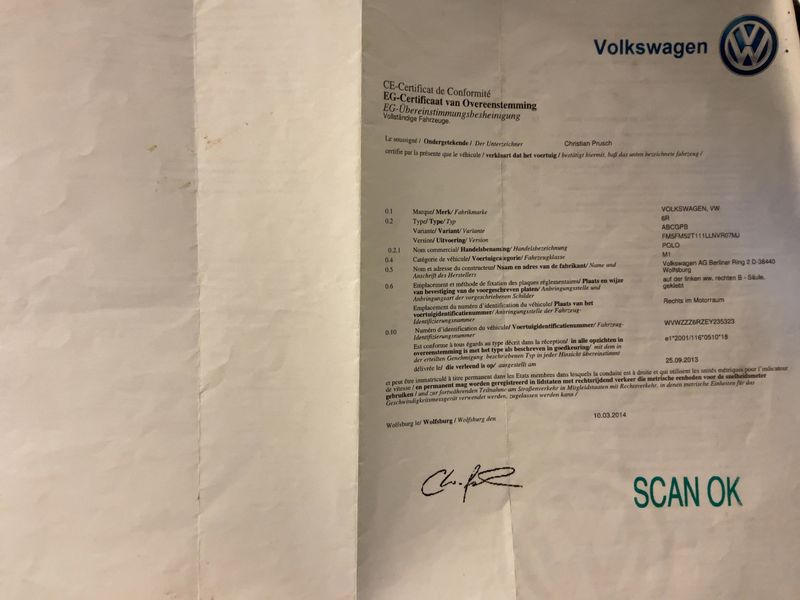 Volkswagen
CE-Certificat de Conformité
EG-Certificaat van Overeenstemming
EG-Übereinstimmungsbesheinigung
Vollständige Fahrzeuge.
Le soussigné / Ondergetekende / Der Unterzeichner Christian Prusch
certifie par la présente que le véhicule / verklaart dat het voertuig / bestätigt hiermit, daß das unten bezeichnete fahrzeug /
0.1 Marque/ Merk/ Fabrikmarke VOLKSWAGEN, VW
0.2 Type/ Type/ Typ 6R
Variante/ Variant/ Variante ABCGPB
Version/ Uitvoering/ Version FM5FM52T111LLNVR07MJ
0.2.1 Nom commercial/ Handelsbenaming/ Handelsbezeichnung POLO
0.4 Catégorie de véhicule/ Voertuigcategorie/ Fahrzeugklasse M1
0.5 Nom et adresse du constructeur/ Naam en adres van de fabrikant/ Name und Volkswagen AG Berliner Ring 2 D-38440
Anschrift des Herstellers Wolfsburg
0.6 Emplacement et méthode de fixation des plaques réglementaires/ Plaats en wijze auf der linken ww. rechten B - Säule,
van bevestiging van de voorgeschreven platen/ Anbringungsstelle und geklebt
Anbringungsart der vorgeschriebenen Schilder
Emplacement du numéro d'identification du véhicule/ Plaats van het Rechts im Motorraum
voertuigidentificatienummer/ Anbringungsstelle der Fahrzeug-
Identifizierungsnummer
0.10 Numéro d'identification du véhicule/ Voertuigidentificatienummer/ Fahrzeug- WVWZZZ6RZEY235323
Identifizierungsnummer
Est conforme à tous égards au type décrit dans la réception/ in alle opzichten in e1*2001/116*0510*18
overeenstemming is met het type als beschreven in goedkeuring/ mit dem in
der erteilten Genehmigung beschriebenen Typ in jeder Hinsicht übereinstimmt
délivrée le/ die verleend is op/ ausgestellt am 25.09.2013
et peut être immatriculé à titre permanent dans les Etats membres dans lesquels la conduite est à droite et qui utilisent les unités métriques pour l'indicateur
de vitesse / en permanent mag worden geregistreerd in lidstaten met rechtsrijdend verkeer die metrische eenheden voor de snelheidsmeter
gebruiken / und zur fortwährenden Teilnahme am Straßenverkehr in Mitgliedstaaten mit Rechtsverkehr, in denen metrische Einheiten für das
Geschwindigkeitsmessgerät verwendet werden, zugelassen werden kann /
Wolfsburg le/ Wolfsburg / Wolfsburg den 10.03.2014
SCAN OK